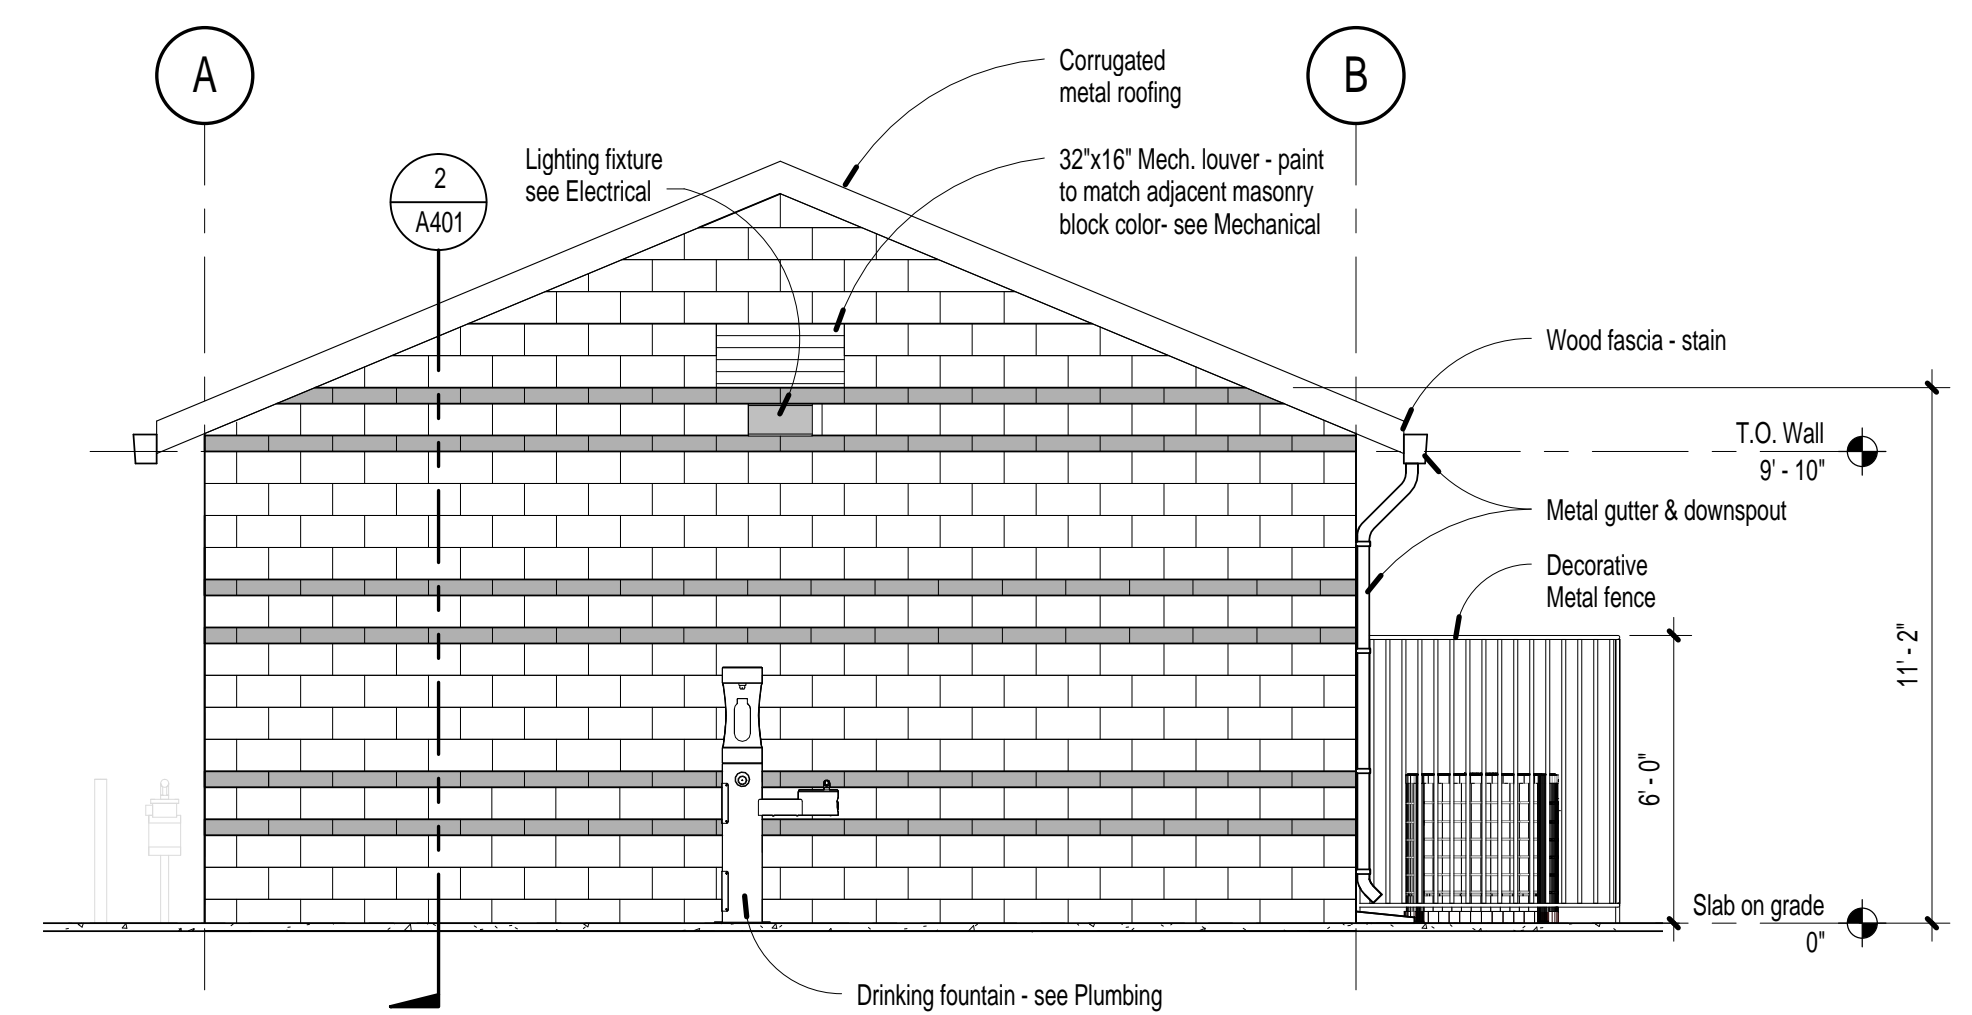 A
B
Corrugated
metal roofing
2
A401
Lighting fixture
see Electrical
32"x16" Mech. louver - paint
to match adjacent masonry
block color- see Mechanical
Wood fascia - stain
T.O. Wall
9' - 10"
Metal gutter & downspout
Decorative
Metal fence
11' - 2"
6' - 0"
Slab on grade
0"
Drinking fountain - see Plumbing